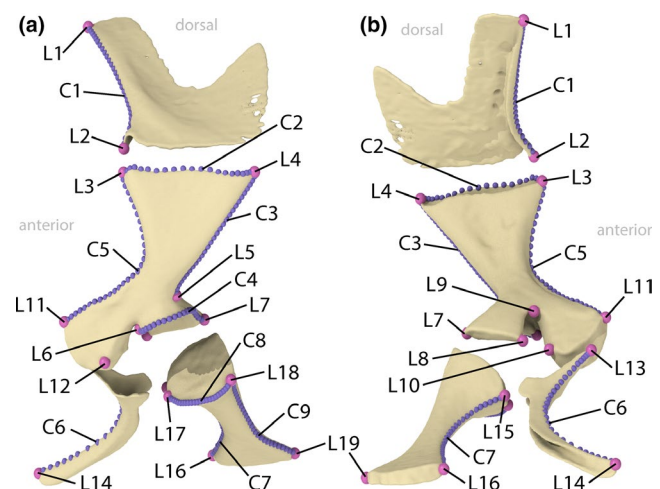 (a)
dorsal
L1
C1
L2
C2
L3
L4
C3
anterior
C5
L5
C4
L11
L7
L6
C8
L12
L18
C6
C9
L17
L19
L16
C7
L14
(b)
dorsal
L1
C1
L2
C2
L3
L4
C3
anterior
C5
L9
L11
L7
L8
L10
L13
L15
C6
C7
L16
L14